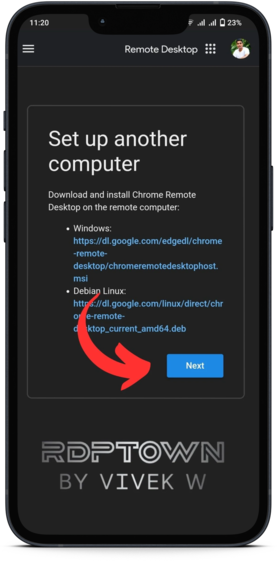 11:20
23%
Remote Desktop
Set up another
computer
Download and install Chrome Remote
Desktop on the remote computer:
Windows:
https://dl.google.com/edgedl/chrome
-remote-
desktop/chromeremotedesktophost.
msi
Debian Linux:
https://dl.google.com/linux/direct/chr
ome-remote-
desktop_current_amd64.deb
Next
RDPTOWN
BY VIVEK W